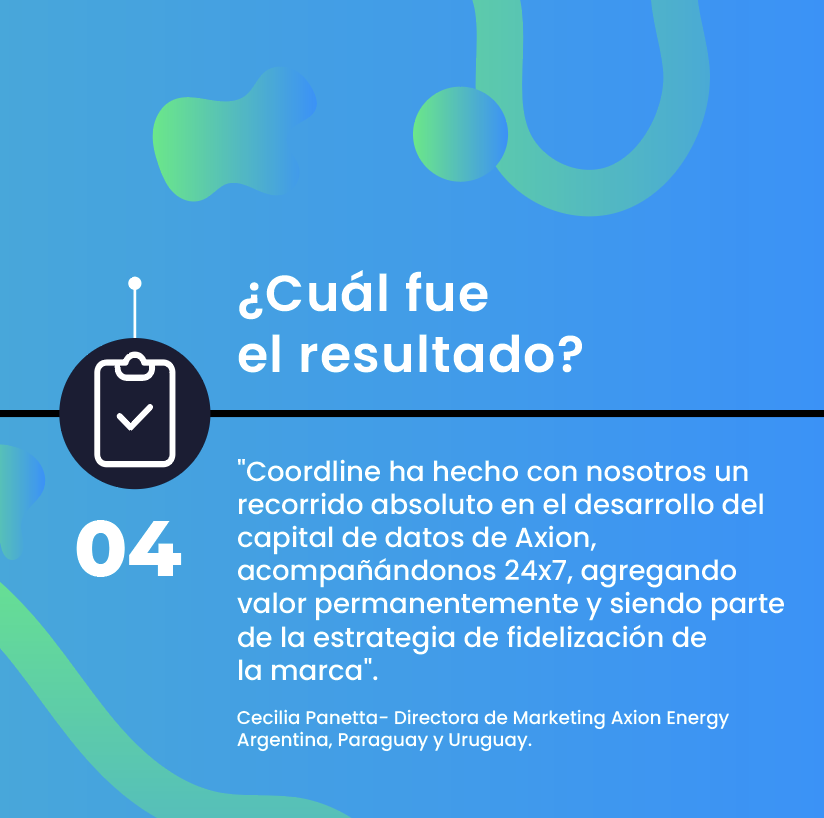 ¿Cuál fue
el resultado?
04
"Coordline ha hecho con nosotros un
recorrido absoluto en el desarrollo del
capital de datos de Axion,
acompañándonos 24x7, agregando
valor permanentemente y siendo parte
de la estrategia de fidelización de
la marca".
Cecilia Panetta- Directora de Marketing Axion Energy
Argentina, Paraguay y Uruguay.